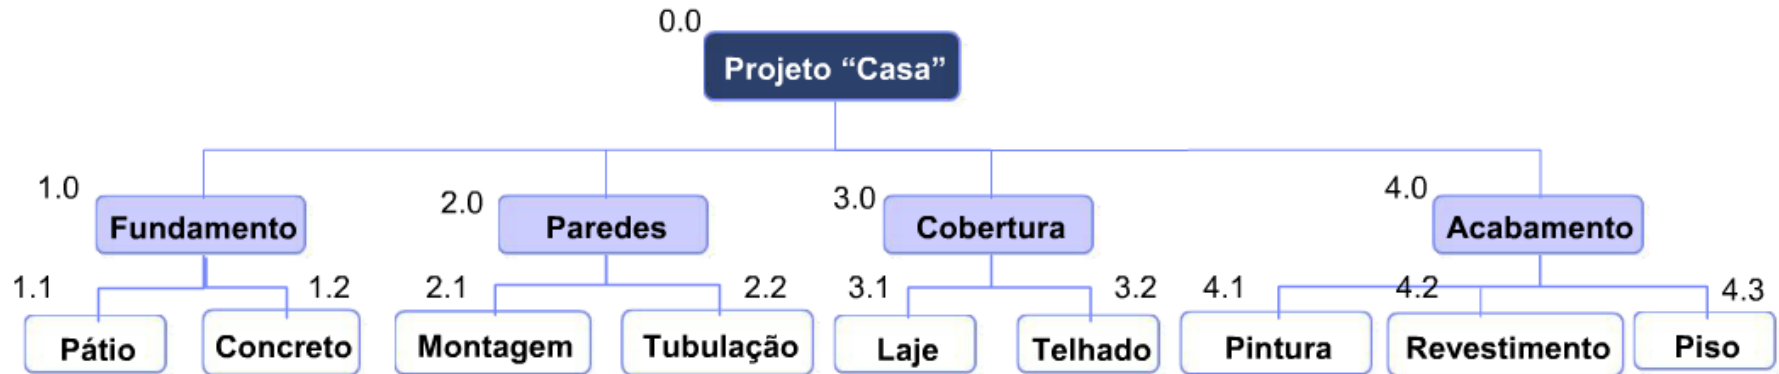 0.0
Projeto “Casa”
1.0
Fundamento
2.0
Paredes
3.0
Cobertura
4.0
Acabamento
1.1
Pátio
1.2
Concreto
2.1
Montagem
2.2
Tubulação
3.1
Laje
3.2
Telhado
4.1
Pintura
4.2
Revestimento
4.3
Piso